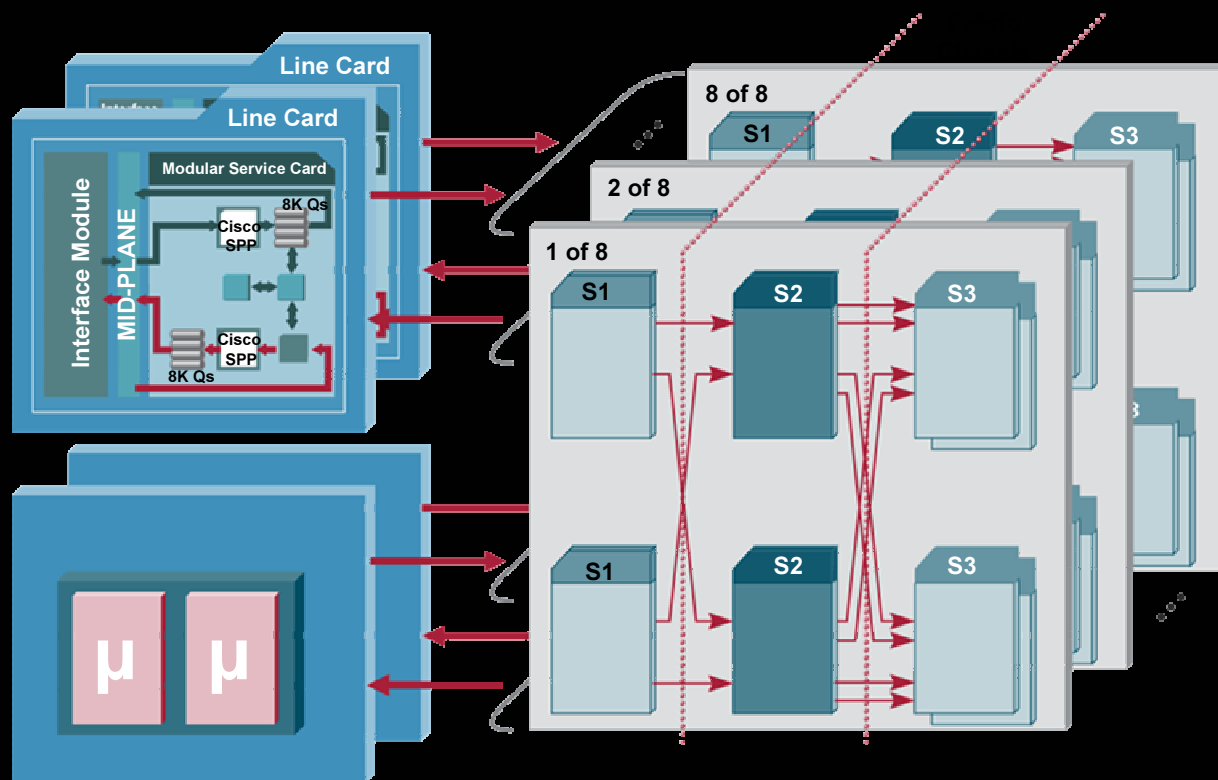 Line Card
Line Card
Modular Service Card
Interface Module
MID-PLANE
8K Qs
Cisco
SPP
Cisco
SPP
8K Qs
µ
µ
8 of 8
S1
S2
S3
2 of 8
1 of 8
S1
S2
S3
S1
S2
S3